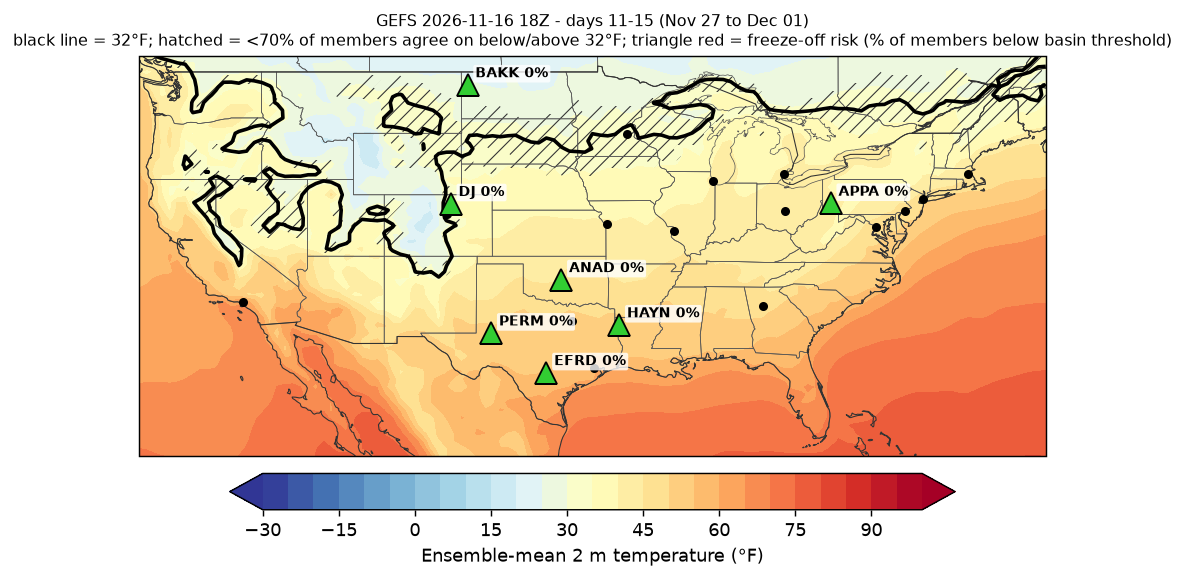 GEFS 2026-11-16 18Z - days 11-15 (Nov 27 to Dec 01)
black line = 32°F; hatched = <70% of members agree on below/above 32°F; triangle red = freeze-off risk (% of members below basin threshold)
BAKK 0%
DJ 0%
APPA 0%
ANAD 0%
HAYN 0%
PERM 0%
EFRD 0%
−30 −15 0 15 30 45 60 75 90
Ensemble-mean 2 m temperature (°F)